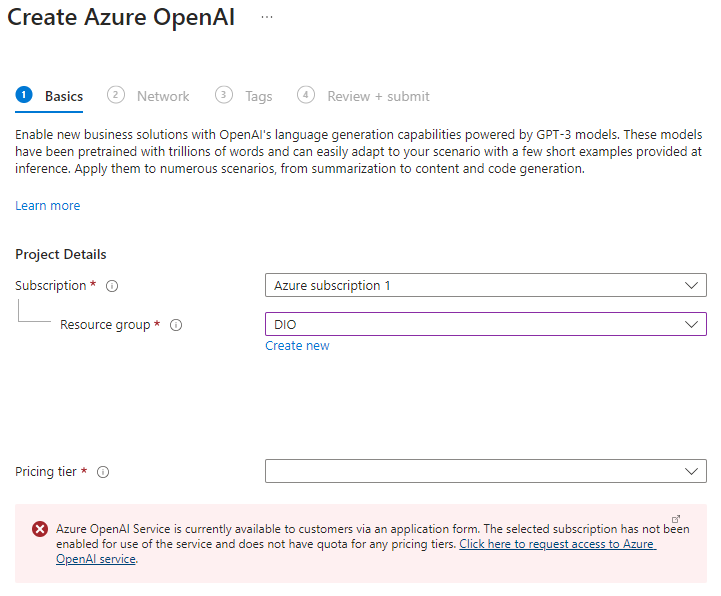 Create Azure OpenAI ...
1 Basics 2 Network 3 Tags 4 Review + submit
Enable new business solutions with OpenAI's language generation capabilities powered by GPT-3 models. These models
have been pretrained with trillions of words and can easily adapt to your scenario with a few short examples provided at
inference. Apply them to numerous scenarios, from summarization to content and code generation.
Learn more
Project Details
Subscription * Azure subscription 1
Resource group * DIO
Create new
Pricing tier *
Azure OpenAI Service is currently available to customers via an application form. The selected subscription has not been
enabled for use of the service and does not have quota for any pricing tiers. Click here to request access to Azure
OpenAI service.